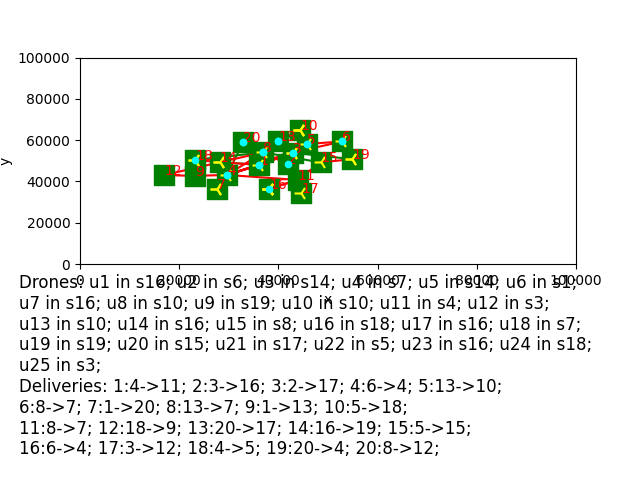 100000
80000
60000
40000
20000
0
y
0 20000 40000 60000 80000 100000
x
Drones: u1 in s16; u2 in s6; u3 in s14; u4 in s7; u5 in s14; u6 in s1;
u7 in s16; u8 in s10; u9 in s19; u10 in s10; u11 in s4; u12 in s3;
u13 in s10; u14 in s16; u15 in s8; u16 in s18; u17 in s16; u18 in s7;
u19 in s19; u20 in s15; u21 in s17; u22 in s5; u23 in s16; u24 in s18;
u25 in s3;
Deliveries: 1:4->11; 2:3->16; 3:2->17; 4:6->4; 5:13->10;
6:8->7; 7:1->20; 8:13->7; 9:1->13; 10:5->18;
11:8->7; 12:18->9; 13:20->17; 14:16->19; 15:5->15;
16:6->4; 17:3->12; 18:4->5; 19:20->4; 20:8->12;